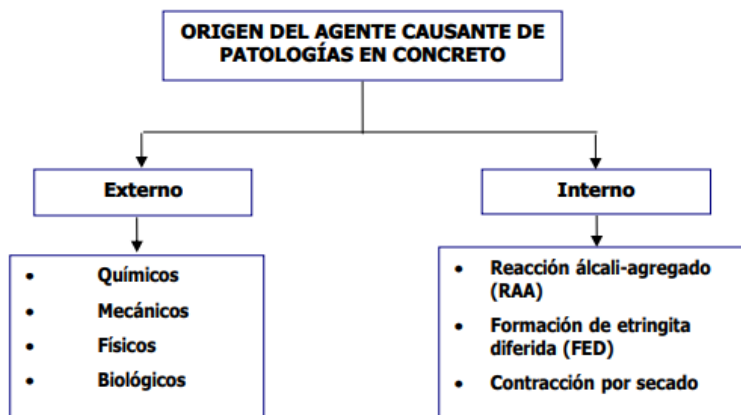 ORIGEN DEL AGENTE CAUSANTE DE
PATOLOGÍAS EN CONCRETO
Externo
Interno
• Químicos
• Mecánicos
• Físicos
• Biológicos
• Reacción álcali-agregado
(RAA)
• Formación de etringita
diferida (FED)
• Contracción por secado